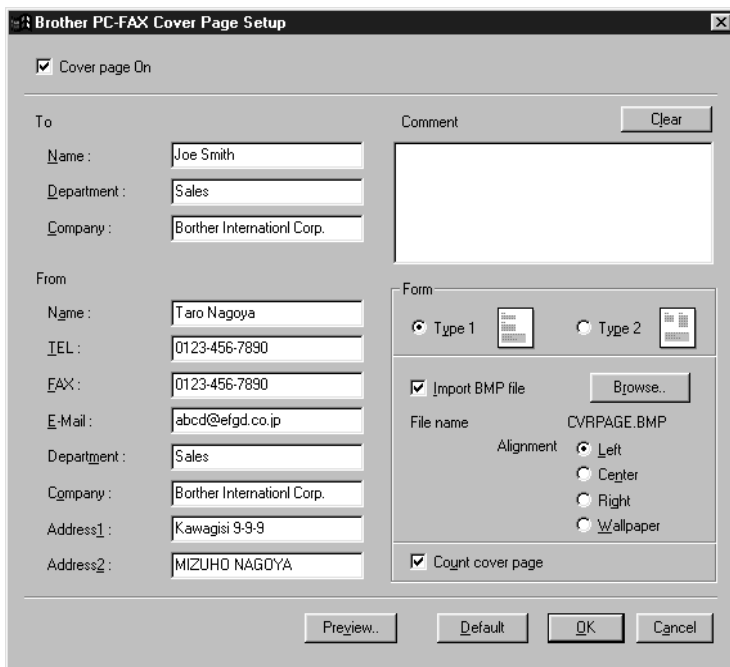 Brother PC-FAX Cover Page Setup
Cover page On
To
Name : Joe Smith
Department : Sales
Company : Borther Internationl Corp.
From
Name : Taro Nagoya
TEL : 0123-456-7890
FAX : 0123-456-7890
E-Mail : abcd@efgd.co.jp
Department : Sales
Company : Borther Internationl Corp.
Address1 : Kawagisi 9-9-9
Address2 : MIZUHO NAGOYA
Comment Clear
Form
Type 1 Type 2
Import BMP file Browse..
File name CVRPAGE.BMP
Alignment Left
Center
Right
Wallpaper
Count cover page
Preview.. Default OK Cancel